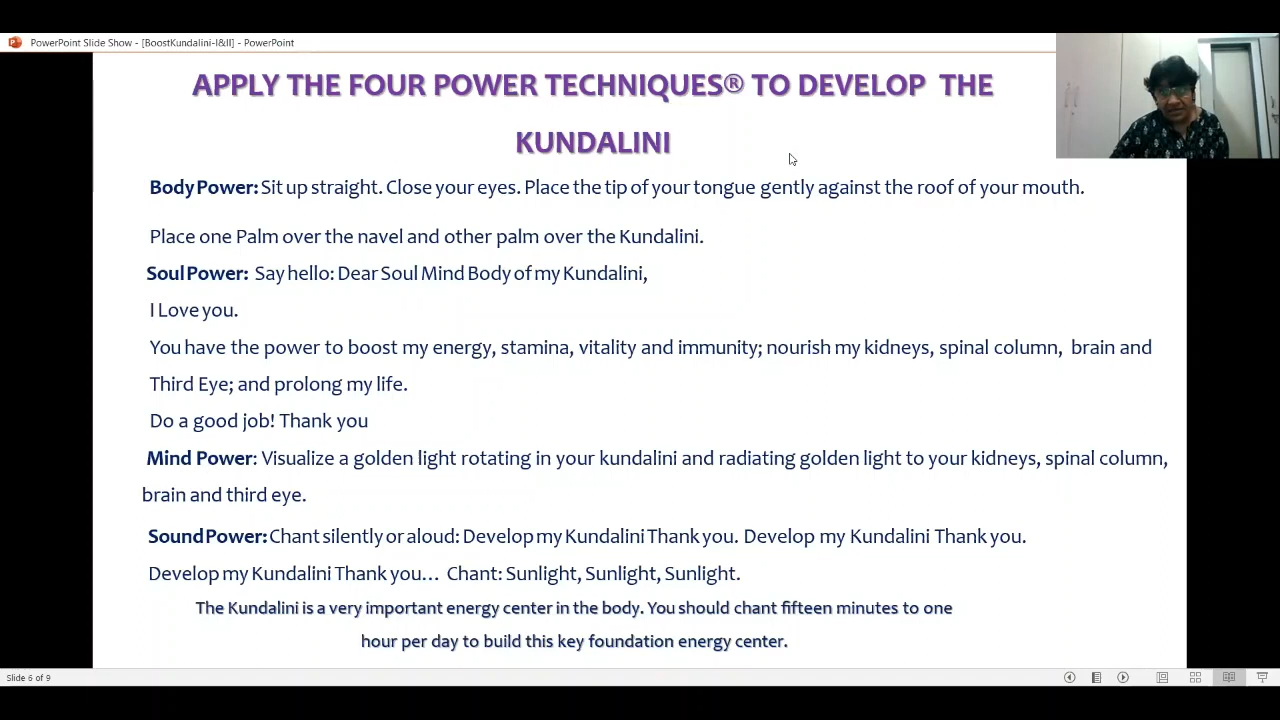 PowerPoint Slide Show - [BoostKundalini-I&II] - PowerPoint
APPLY THE FOUR POWER TECHNIQUES® TO DEVELOP THE
KUNDALINI
Body Power: Sit up straight. Close your eyes. Place the tip of your tongue gently against the roof of your mouth.
Place one Palm over the navel and other palm over the Kundalini.
Soul Power: Say hello: Dear Soul Mind Body of my Kundalini,
I Love you.
You have the power to boost my energy, stamina, vitality and immunity; nourish my kidneys, spinal column, brain and
Third Eye; and prolong my life.
Do a good job! Thank you
Mind Power: Visualize a golden light rotating in your kundalini and radiating golden light to your kidneys, spinal column,
brain and third eye.
Sound Power: Chant silently or aloud: Develop my Kundalini Thank you. Develop my Kundalini Thank you.
Develop my Kundalini Thank you... Chant: Sunlight, Sunlight, Sunlight.
The Kundalini is a very important energy center in the body. You should chant fifteen minutes to one
hour per day to build this key foundation energy center.
Slide 6 of 9